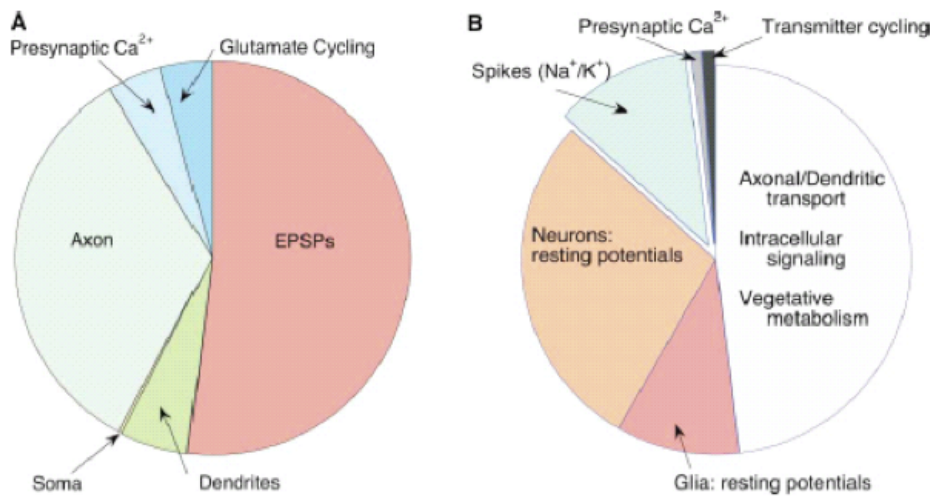 A
Presynaptic Ca2+
Glutamate Cycling
Axon
EPSPs
Soma
Dendrites
B
Presynaptic Ca2+
Transmitter cycling
Spikes (Na+/K+)
Axonal/Dendritic
transport
Neurons:
resting potentials
Intracellular
signaling
Vegetative
metabolism
Glia: resting potentials